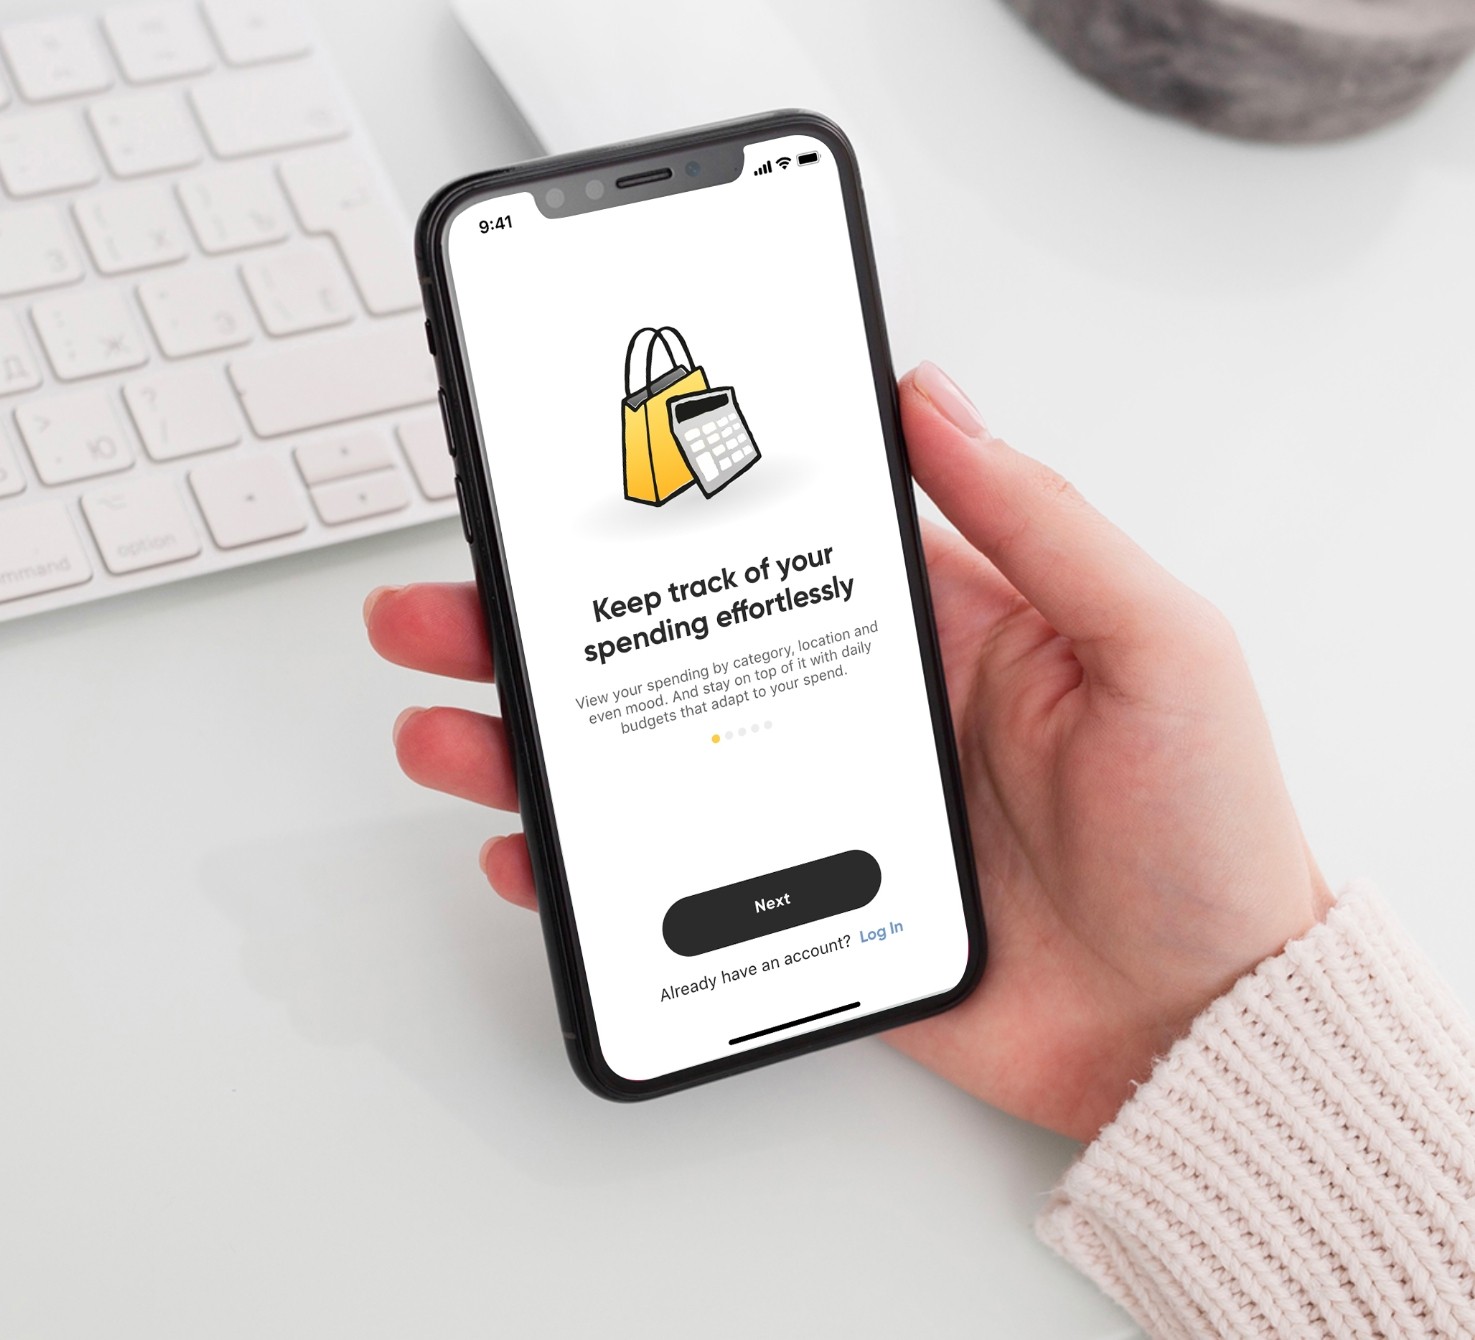 9:41
Keep track of your
spending effortlessly
View your spending by category, location and
even mood. And stay on top of it with daily
budgets that adapt to your spend.
Next
Already have an account? Log In
З
Х
Ъ
Д
Ж
Э
Ё
>
?
Ю
option